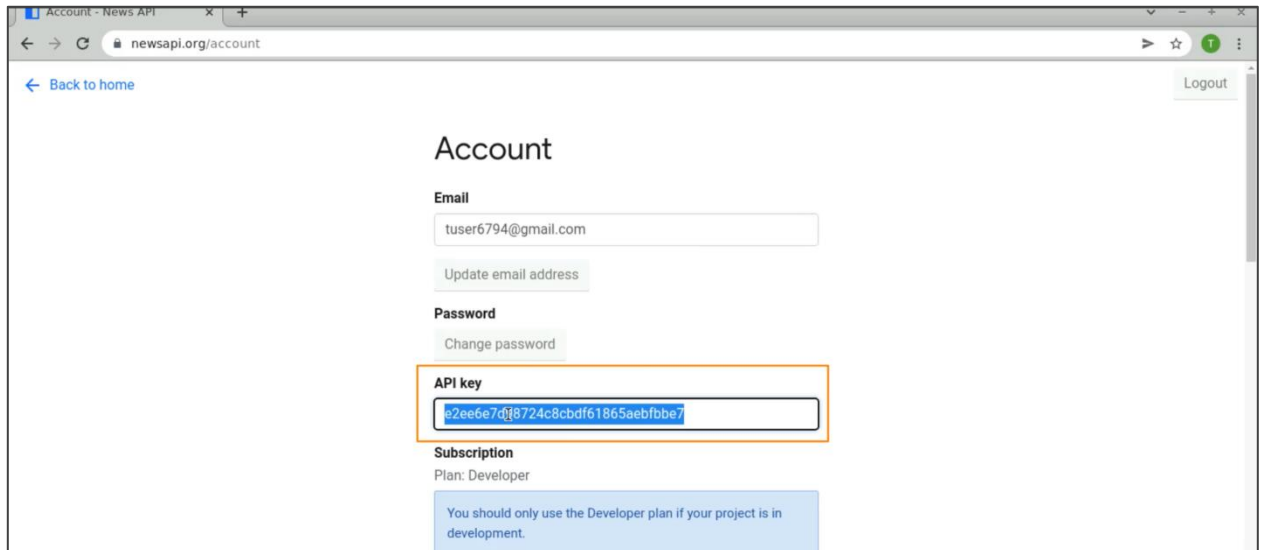 Account - News API
newsapi.org/account
T
Back to home
Logout
Account
Email
tuser6794@gmail.com
Update email address
Password
Change password
API key
Subscription
Plan: Developer
You should only use the Developer plan if your project is in
development.